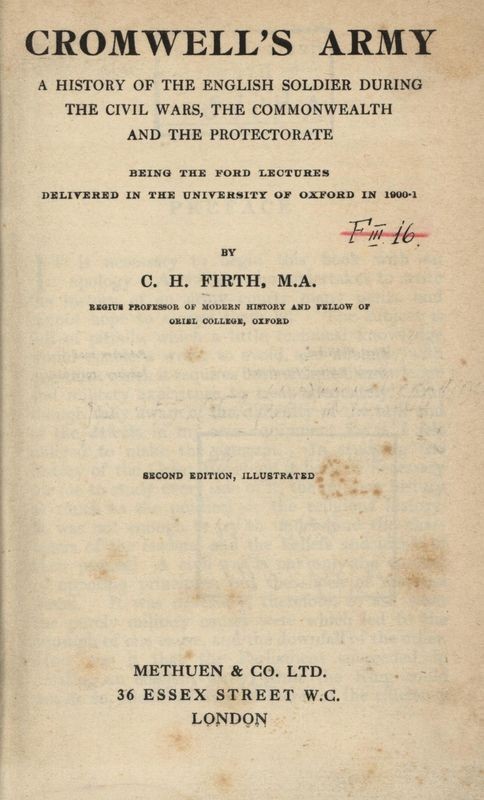 CROMWELL'S ARMY
A HISTORY OF THE ENGLISH SOLDIER DURING
THE CIVIL WARS, THE COMMONWEALTH
AND THE PROTECTORATE
BEING THE FORD LECTURES
DELIVERED IN THE UNIVERSITY OF OXFORD IN 1900-1
F III 16.
BY
C. H. FIRTH, M.A.
REGIUS PROFESSOR OF MODERN HISTORY AND FELLOW OF
ORIEL COLLEGE, OXFORD
SECOND EDITION, ILLUSTRATED
METHUEN & CO. LTD.
36 ESSEX STREET W.C.
LONDON